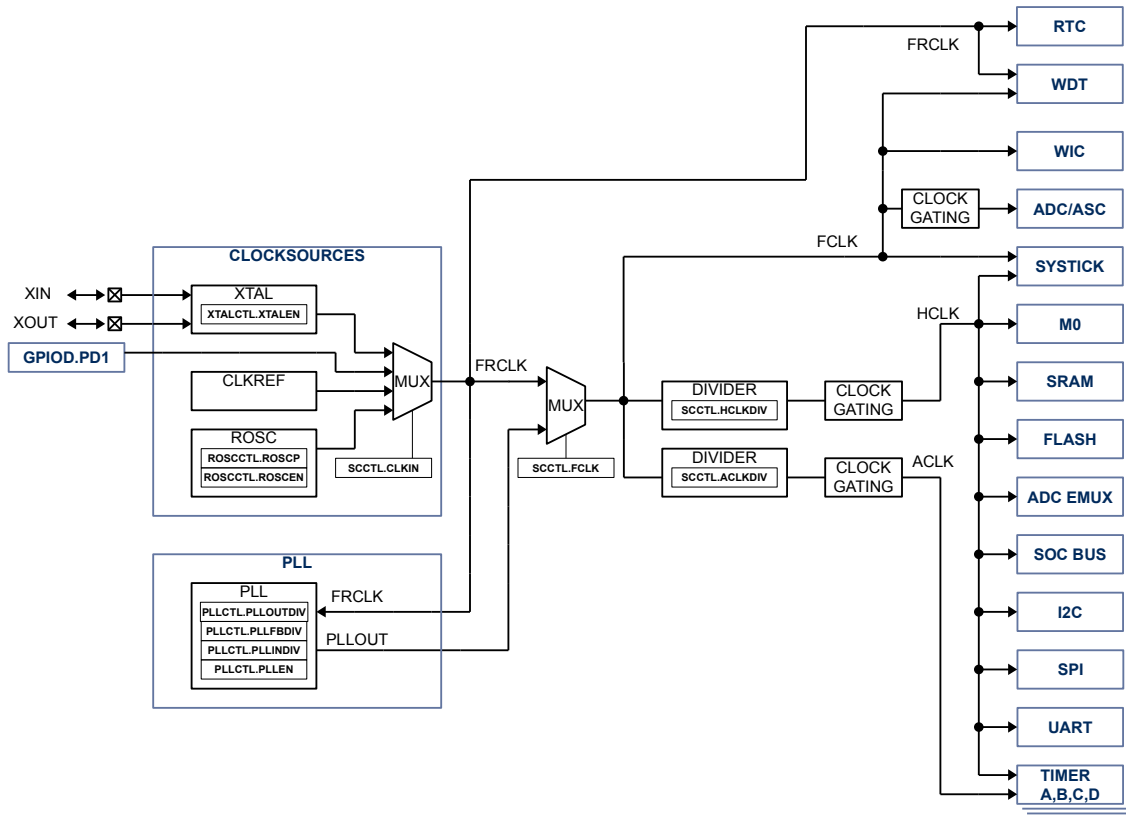 RTC
FRCLK
WDT
WIC
CLOCK
GATING
ADC/ASC
FCLK
CLOCKSOURCES
SYSTICK
XIN
XTAL
XTALCTL.XTALEN
XOUT
HCLK
M0
GPIOD.PD1
FRCLK
CLKREF
MUX
SRAM
MUX
DIVIDER
SCCTL.HCLKDIV
CLOCK
GATING
ROSC
ROSCCTL.ROSCP
ROSCCTL.ROSCEN
SCCTL.CLKIN
SCCTL.FCLK
FLASH
DIVIDER
SCCTL.ACLKDIV
CLOCK
GATING
ACLK
ADC EMUX
PLL
SOC BUS
PLL
PLLCTL.PLLOUTDIV
PLLCTL.PLLFBDIV
PLLCTL.PLLINDIV
PLLCTL.PLLEN
FRCLK
PLLOUT
I2C
SPI
UART
TIMER
A,B,C,D